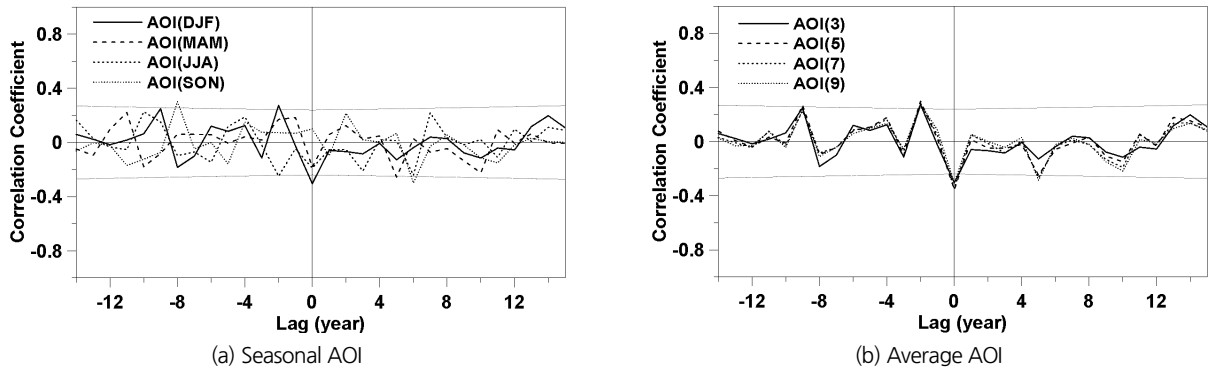 AOI(DJF)
AOI(MAM)
AOI(JJA)
AOI(SON)
0.8
0.4
0
-0.4
-0.8
Correlation Coefficient
-12 -8 -4 0 4 8 12
Lag (year)
(a) Seasonal AOI
AOI(3)
AOI(5)
AOI(7)
AOI(9)
0.8
0.4
0
-0.4
-0.8
Correlation Coefficient
-12 -8 -4 0 4 8 12
Lag (year)
(b) Average AOI